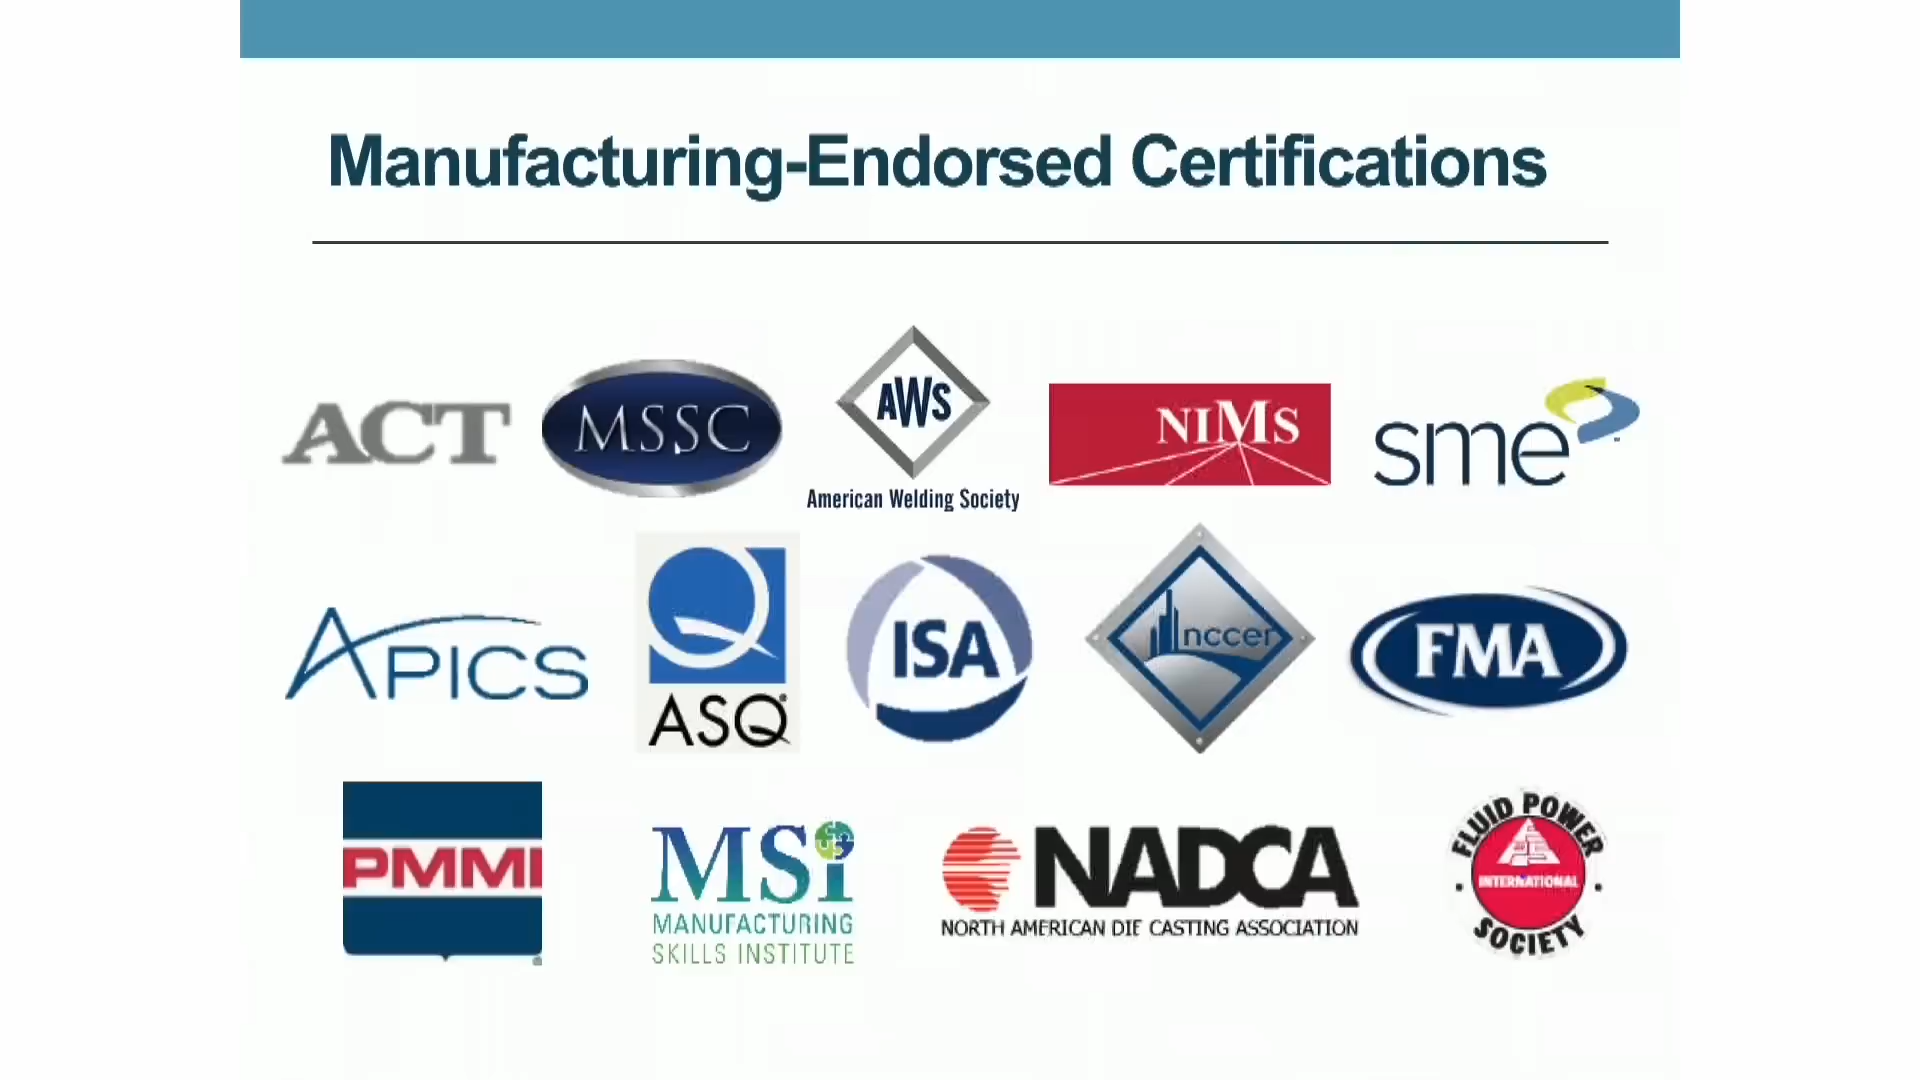 Manufacturing-Endorsed Certifications
ACT
MSSC
AWS
American Welding Society
NIMS
sme
APICS
ASQ
ISA
nccer
FMA
PMMI
MSi
MANUFACTURING
SKILLS INSTITUTE
NADCA
NORTH AMERICAN DIE CASTING ASSOCIATION
FLUID POWER
INTERNATIONAL
SOCIETY